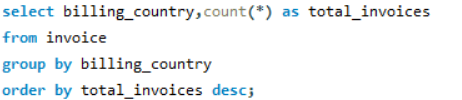 select billing_country,count(*) as total_invoices
from invoice
group by billing_country
order by total_invoices desc;